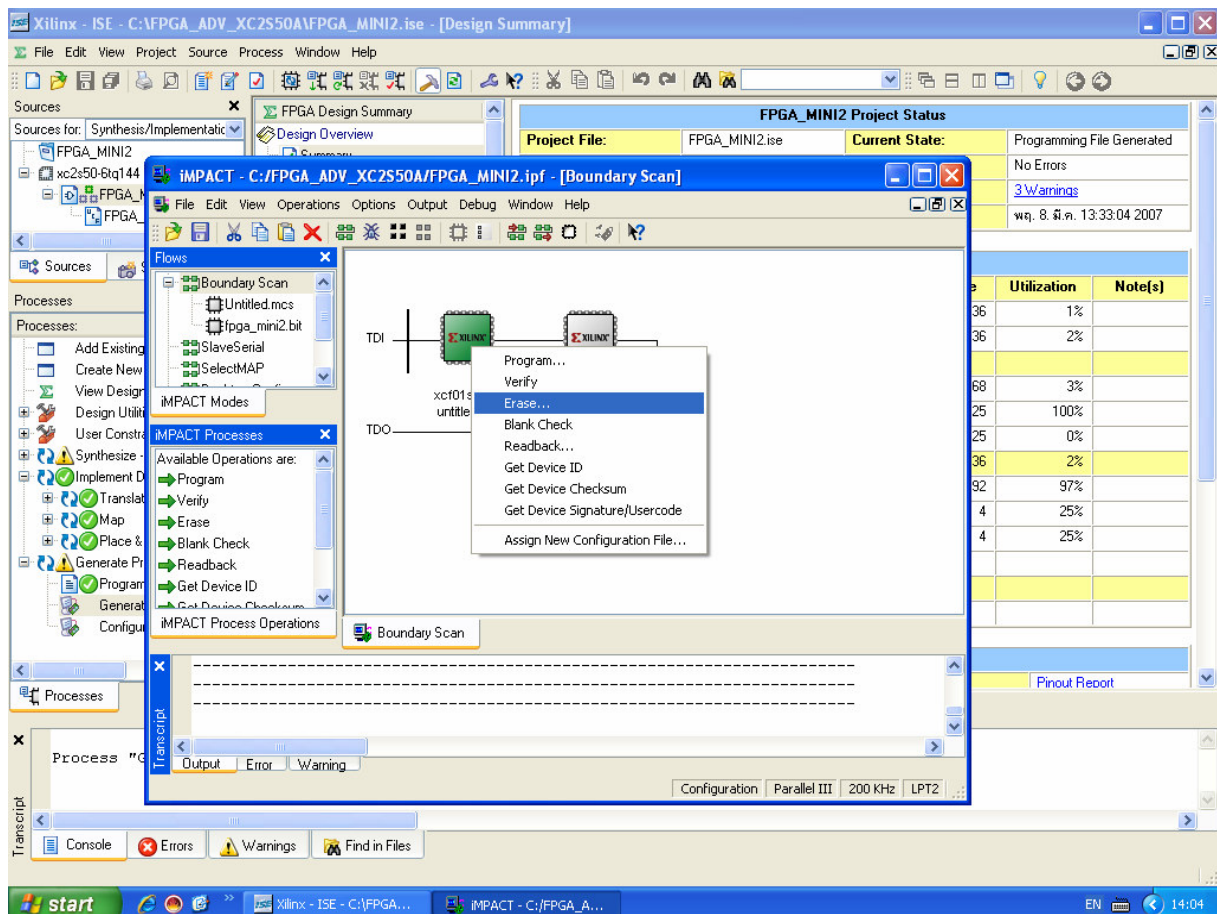 Xilinx - ISE - C:\FPGA_ADV_XC2S50A\FPGA_MINI2.ise - [Design Summary]
File Edit View Project Source Process Window Help
Sources
Sources for: Synthesis/Implementatic
FPGA_MINI2
xc2s50-6tq144
FPGA_
Sources
Processes
Processes:
Add Existing
Create New
View Design
Design Utiliti
User Constra
Synthesize -
Implement D
Translat
Map
Place &
Generate Pr
Program
Generat
Configu
Processes
FPGA Design Summary
Design Overview
Summary
FPGA_MINI2 Project Status
Project File: FPGA_MINI2.ise Current State: Programming File Generated
No Errors
3 Warnings
พฤ. 8. มี.ค. 13:33:04 2007
Utilization Note(s)
36 1%
36 2%
68 3%
25 100%
25 0%
36 2%
92 97%
4 25%
4 25%
Pinout Report
iMPACT - C:/FPGA_ADV_XC2S50A/FPGA_MINI2.ipf - [Boundary Scan]
File Edit View Operations Options Output Debug Window Help
Flows
Boundary Scan
Untitled.mcs
fpga_mini2.bit
SlaveSerial
SelectMAP
iMPACT Modes
iMPACT Processes
Available Operations are:
Program
Verify
Erase
Blank Check
Readback
Get Device ID
Get Device Checksum
iMPACT Process Operations
TDI
XILINX
XILINX
xcf01s
untitle
TDO
Program...
Verify
Erase...
Blank Check
Readback...
Get Device ID
Get Device Checksum
Get Device Signature/Usercode
Assign New Configuration File...
Boundary Scan
Transcript
Output Error Warning
Configuration Parallel III 200 KHz LPT2
Process "G
Transcript
Console Errors Warnings Find in Files
start Xilinx - ISE - C:\FPGA... iMPACT - C:/FPGA_A... EN 14:04